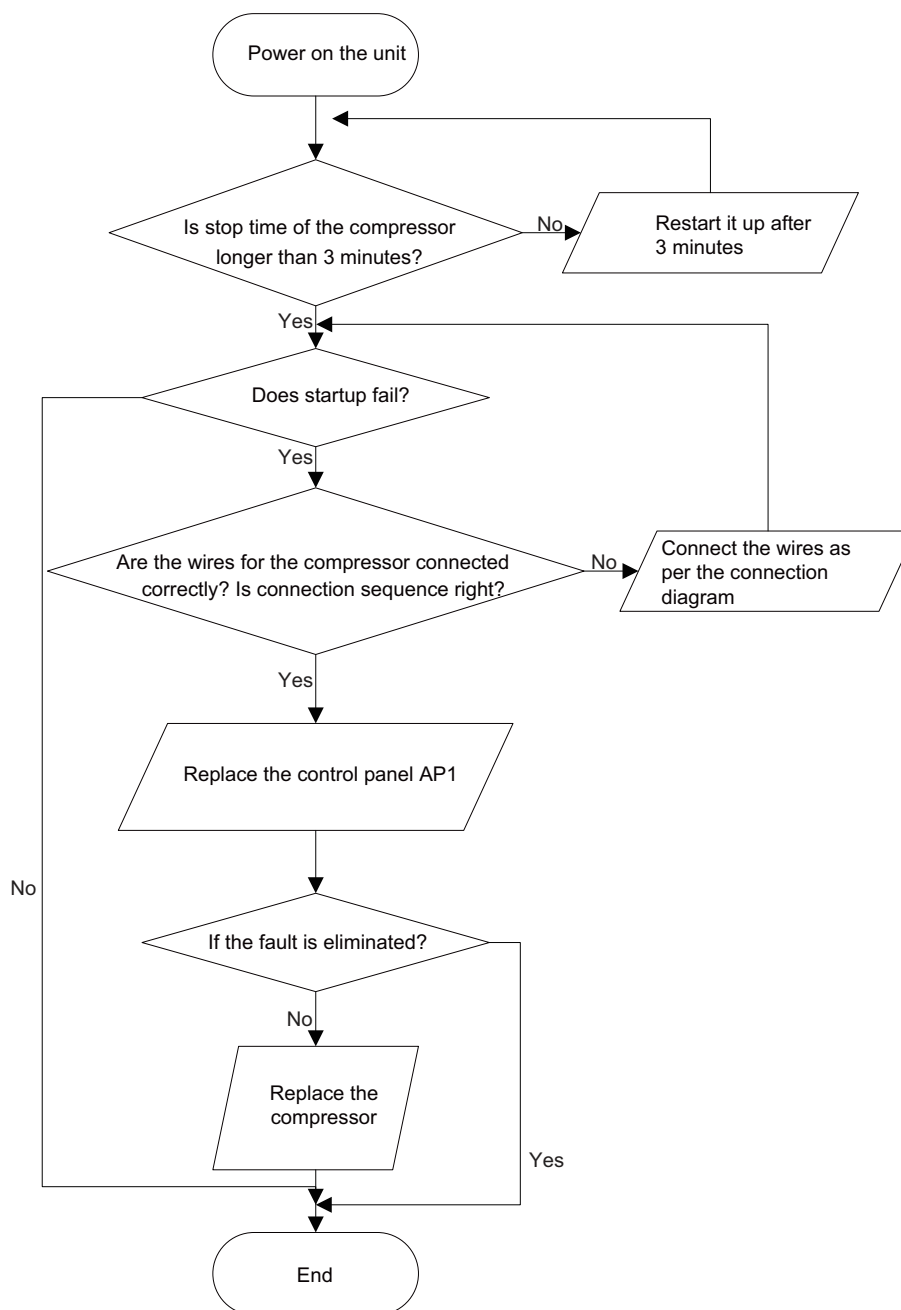 Power on the unit
Is stop time of the compressor
longer than 3 minutes?
No
Restart it up after
3 minutes
Yes
Does startup fail?
Yes
Are the wires for the compressor connected
correctly? Is connection sequence right?
No
Connect the wires as
per the connection
diagram
Yes
Replace the control panel AP1
No
If the fault is eliminated?
No
Replace the
compressor
Yes
End